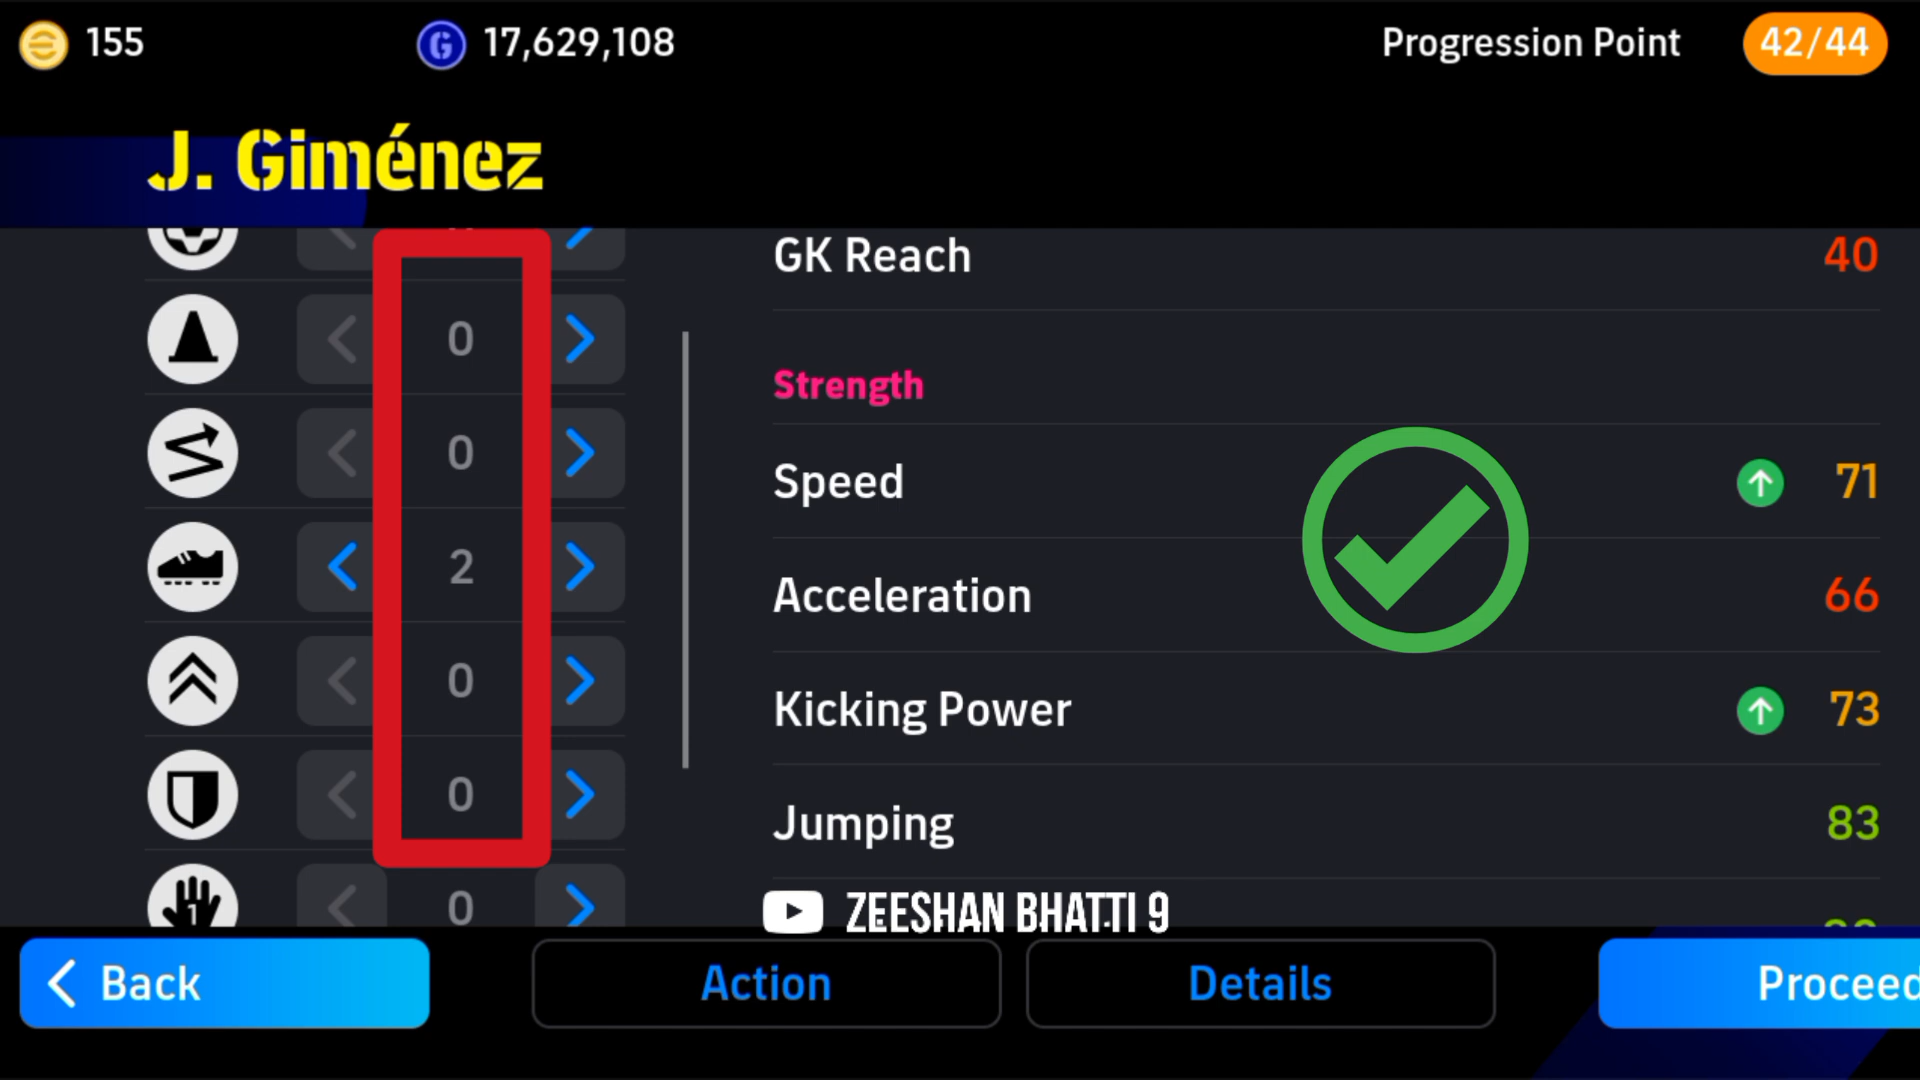 155
17,629,108
Progression Point
42/44
J. Giménez
GK Reach
40
0
Strength
0
Speed
71
2
Acceleration
66
0
Kicking Power
73
0
Jumping
83
1
0
ZEESHAN BHATTI 9
Back
Action
Details
Proceed